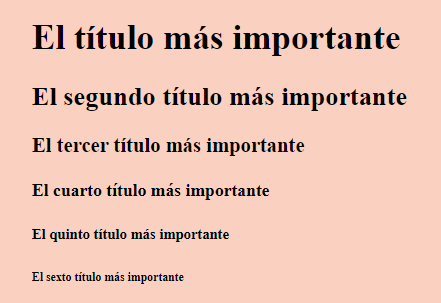 El título más importante
El segundo título más importante
El tercer título más importante
El cuarto título más importante
El quinto título más importante
El sexto título más importante